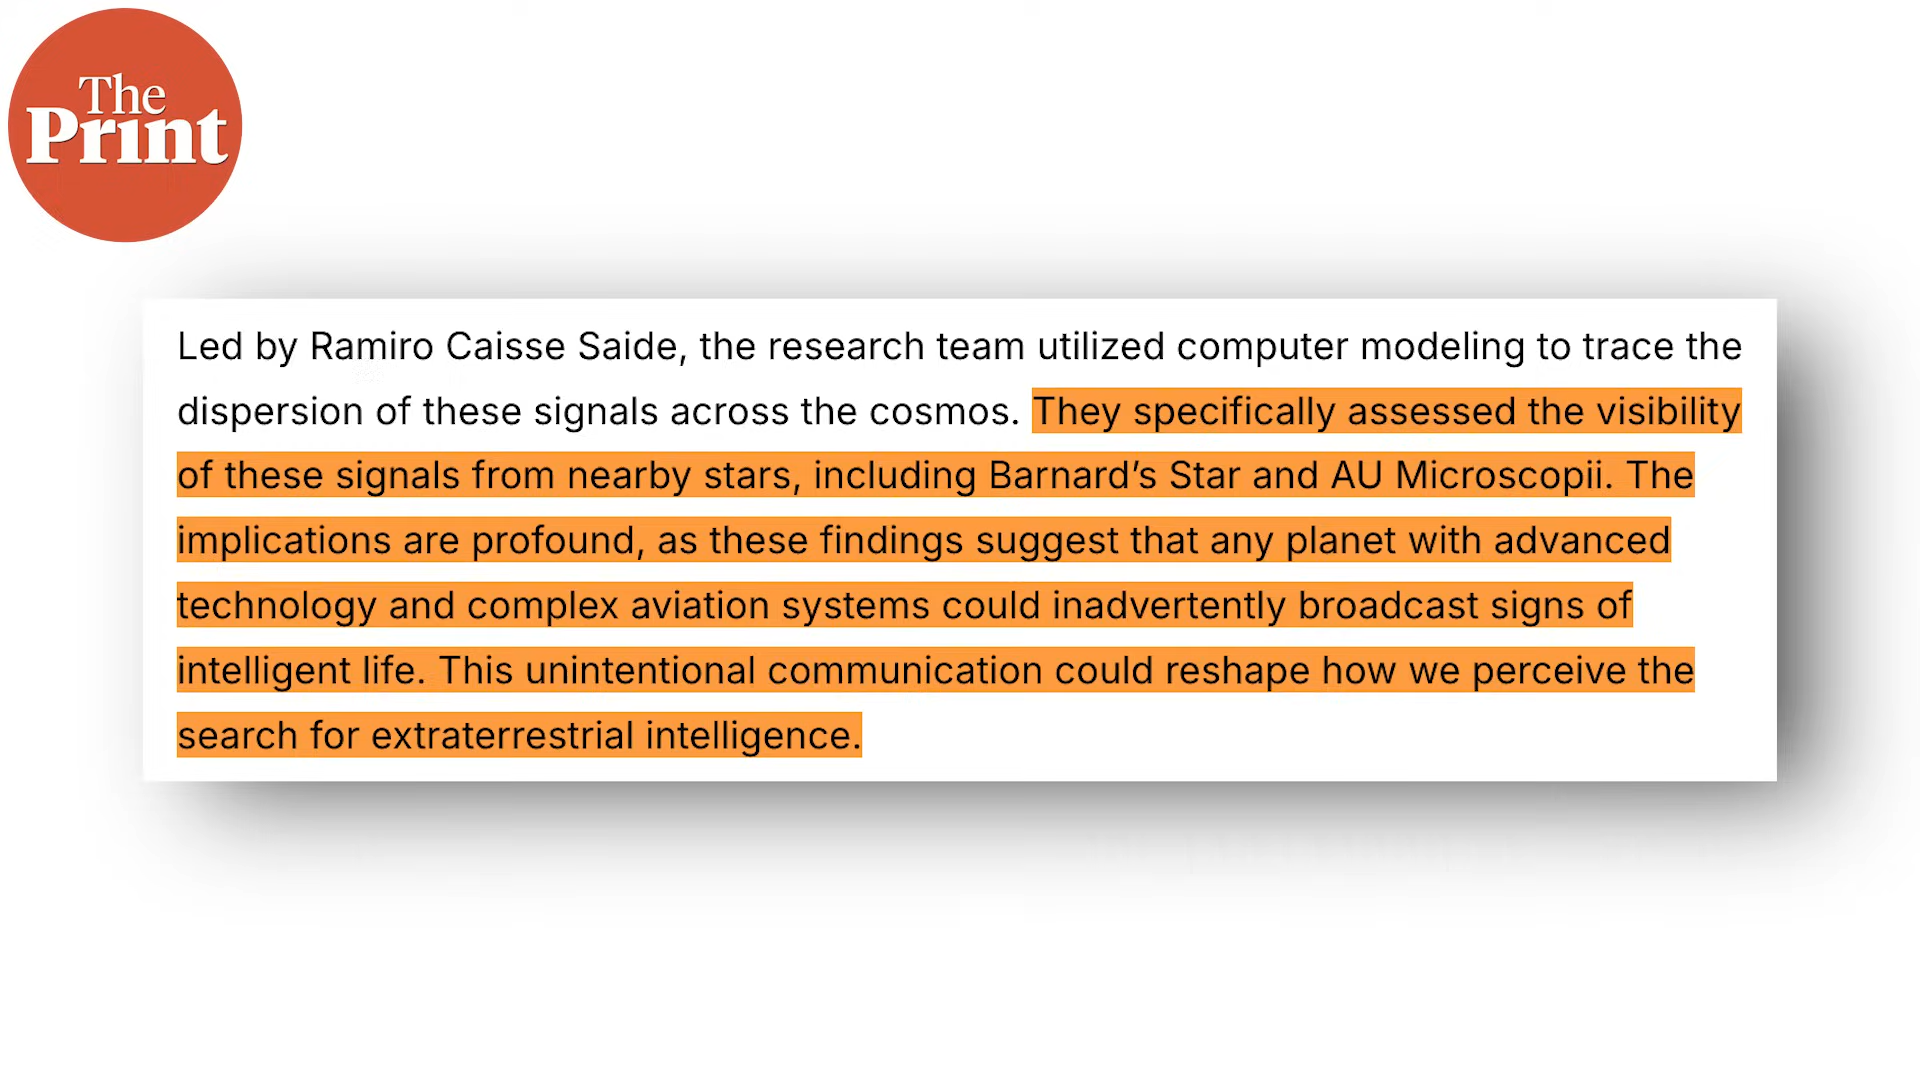 The
Print
Led by Ramiro Caisse Saide, the research team utilized computer modeling to trace the
dispersion of these signals across the cosmos. They specifically assessed the visibility
of these signals from nearby stars, including Barnard’s Star and AU Microscopii. The
implications are profound, as these findings suggest that any planet with advanced
technology and complex aviation systems could inadvertently broadcast signs of
intelligent life. This unintentional communication could reshape how we perceive the
search for extraterrestrial intelligence.